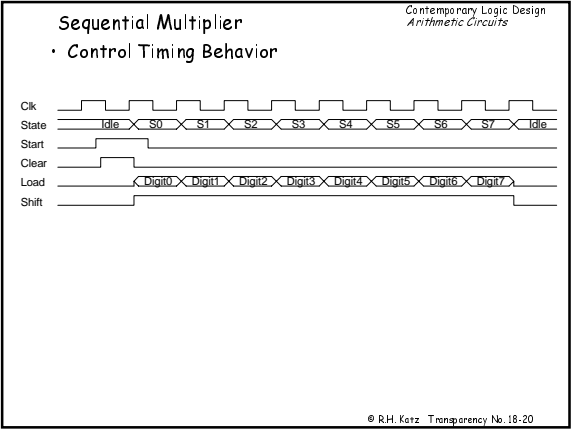 Contemporary Logic Design
Arithmetic Circuits
Sequential Multiplier
• Control Timing Behavior
Clk
State Idle S0 S1 S2 S3 S4 S5 S6 S7 Idle
Start
Clear
Load Digit0 Digit1 Digit2 Digit3 Digit4 Digit5 Digit6 Digit7
Shift
© R.H. Katz Transparency No. 18-20